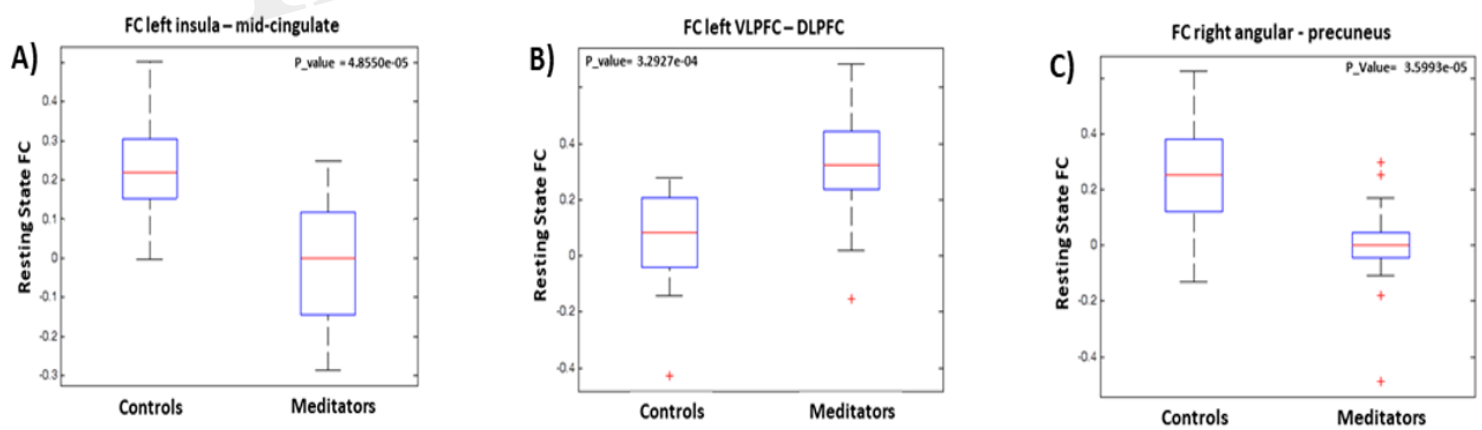 A)
FC left insula – mid-cingulate
P_value = 4.8550e-05
Resting State FC
0.4
0.3
0.2
0.1
0
-0.1
-0.2
-0.3
Controls Meditators
B)
FC left VLPFC – DLPFC
P_value= 3.2927e-04
Resting State FC
0.4
0.2
0
-0.2
-0.4
Controls Meditators
C)
FC right angular - precuneus
P_Value= 3.5993e-05
Resting State FC
0.4
0.2
0
-0.2
-0.4
Controls Meditators